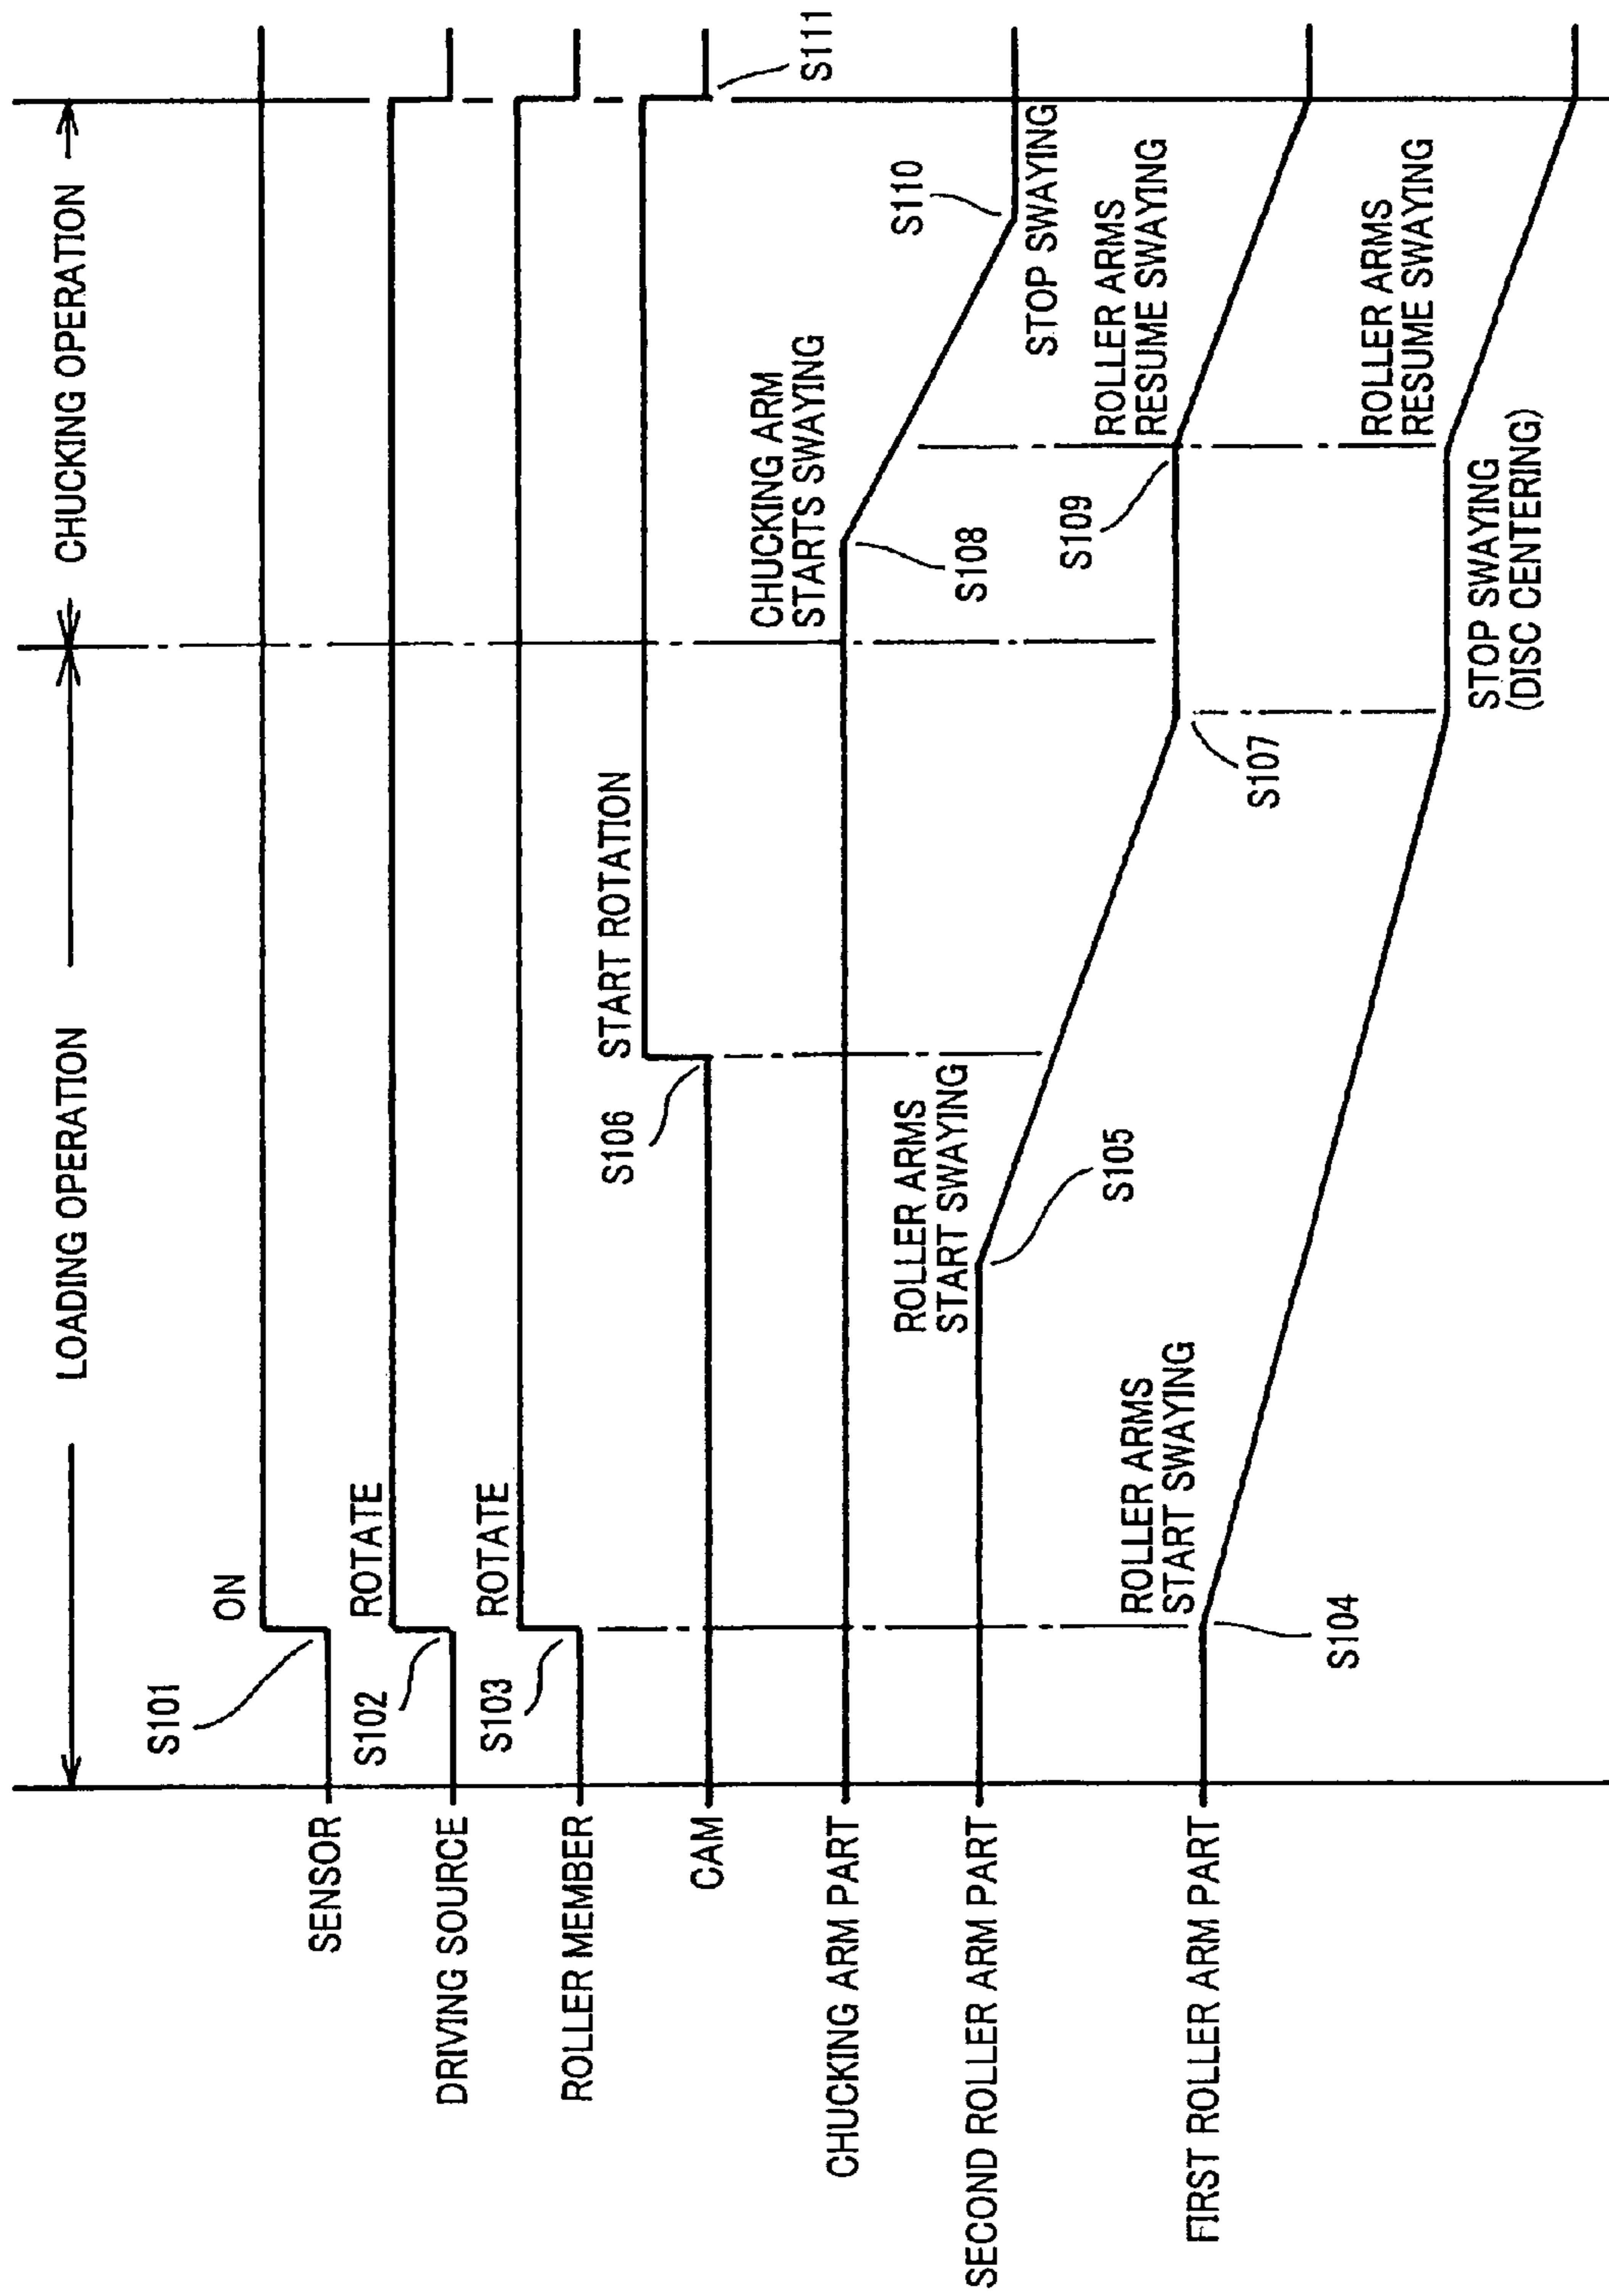 LOADING OPERATION
CHUCKING OPERATION
SENSOR
S101
ON
DRIVING SOURCE
S102
ROTATE
ROLLER MEMBER
S103
ROTATE
CAM
S106
START ROTATION
S111
CHUCKING ARM PART
CHUCKING ARM
STARTS SWAYING
S108
S110
STOP SWAYING
SECOND ROLLER ARM PART
ROLLER ARMS
START SWAYING
S105
S107
S109
ROLLER ARMS
RESUME SWAYING
FIRST ROLLER ARM PART
ROLLER ARMS
START SWAYING
S104
STOP SWAYING
(DISC CENTERING)
ROLLER ARMS
RESUME SWAYING